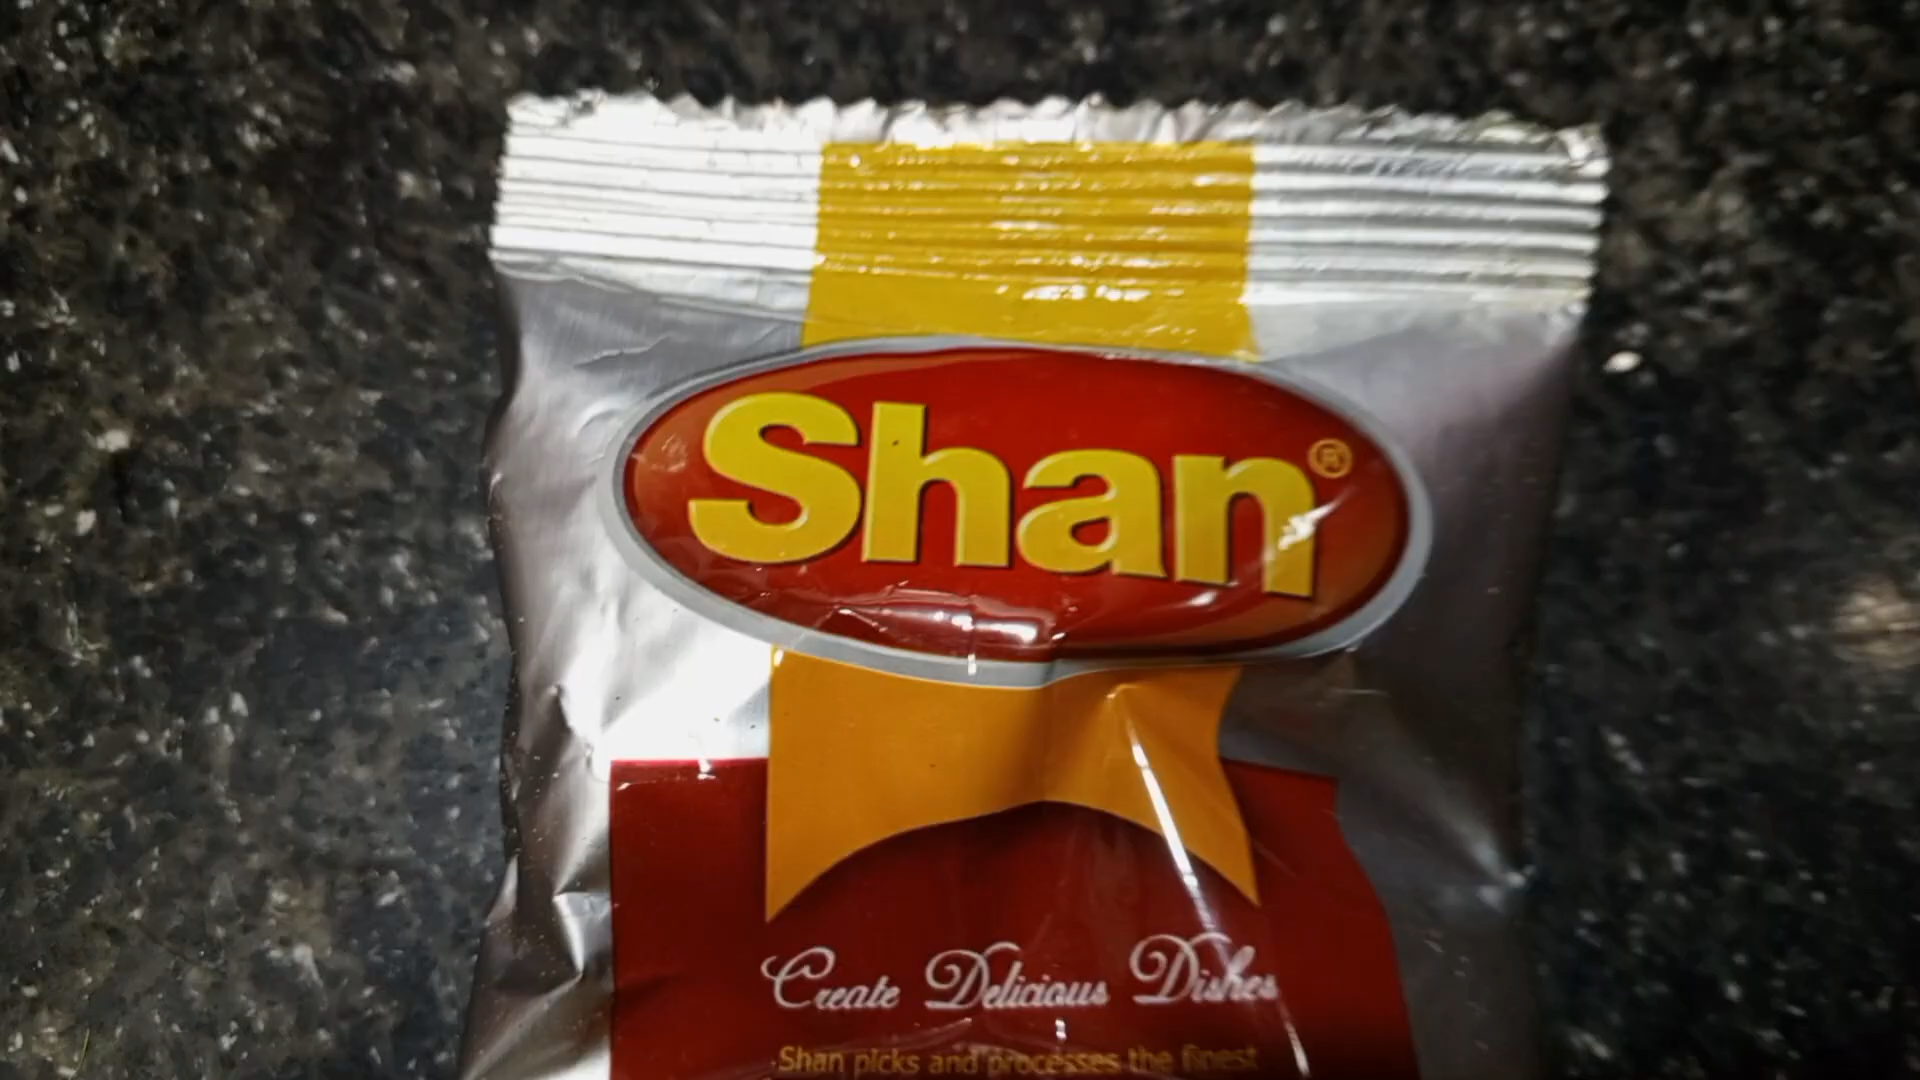 Shan®
Create Delicious Dishes
Shan picks and processes the finest